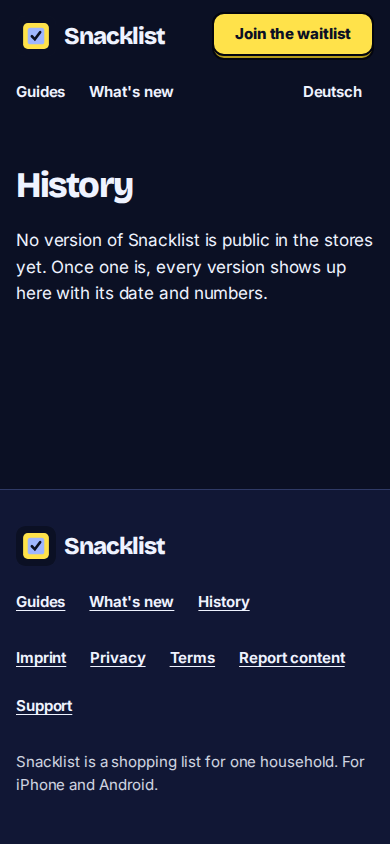 Snacklist
Join the waitlist
Guides What's new Deutsch
History
No version of Snacklist is public in the stores
yet. Once one is, every version shows up
here with its date and numbers.
Snacklist
Guides What's new History
Imprint Privacy Terms Report content
Support
Snacklist is a shopping list for one household. For
iPhone and Android.